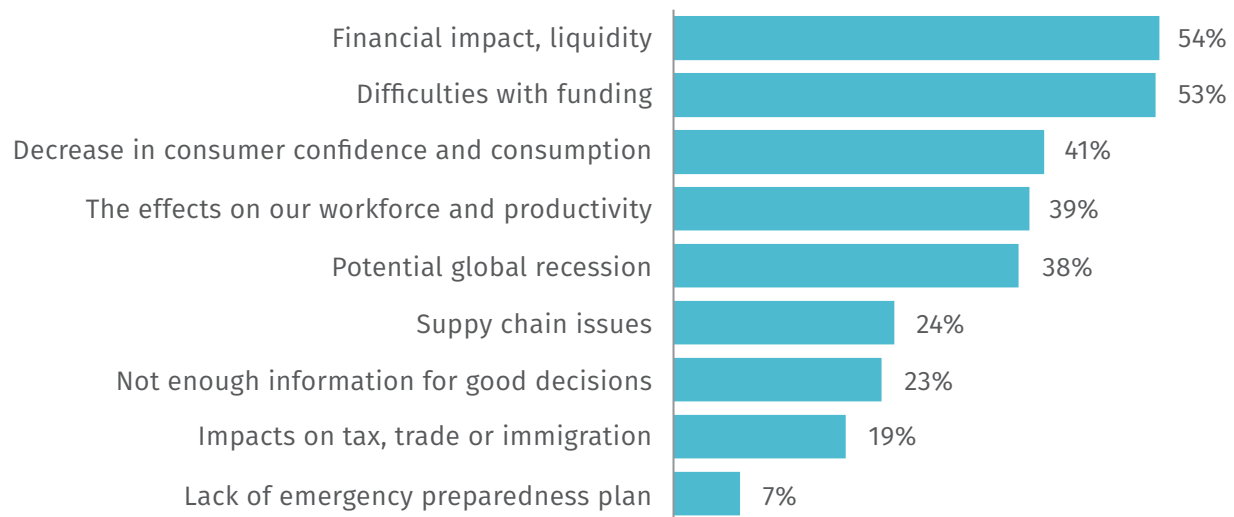 Financial impact, liquidity 54%
Difficulties with funding 53%
Decrease in consumer confidence and consumption 41%
The effects on our workforce and productivity 39%
Potential global recession 38%
Suppy chain issues 24%
Not enough information for good decisions 23%
Impacts on tax, trade or immigration 19%
Lack of emergency preparedness plan 7%